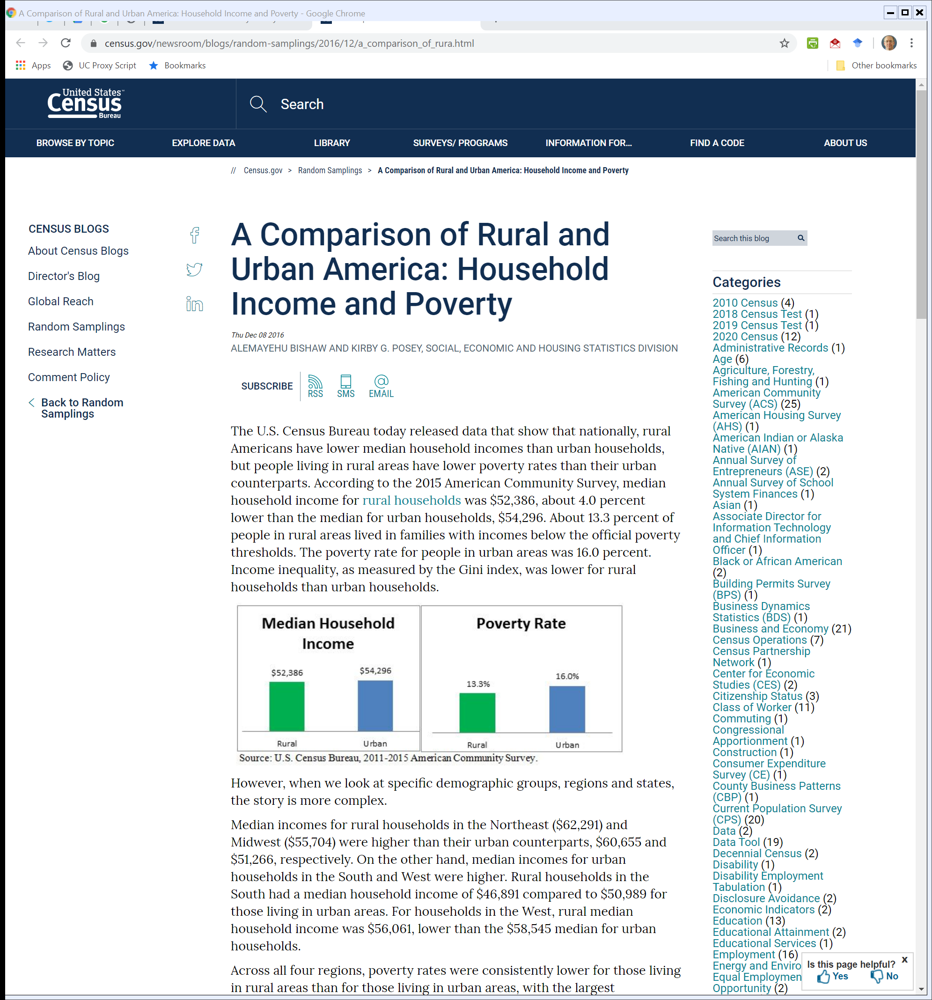 A Comparison of Rural and Urban America: Household Income and Poverty - Google Chrome
census.gov/newsroom/blogs/random-samplings/2016/12/a_comparison_of_rura.html
Apps UC Proxy Script Bookmarks Other bookmarks
United States™
Census
Bureau
Search
BROWSE BY TOPIC EXPLORE DATA LIBRARY SURVEYS/ PROGRAMS INFORMATION FOR... FIND A CODE ABOUT US
// Census.gov > Random Samplings > A Comparison of Rural and Urban America: Household Income and Poverty
CENSUS BLOGS
About Census Blogs
Director's Blog
Global Reach
Random Samplings
Research Matters
Comment Policy
Back to Random
Samplings
A Comparison of Rural and
Urban America: Household
Income and Poverty
Thu Dec 08 2016
ALEMAYEHU BISHAW AND KIRBY G. POSEY, SOCIAL, ECONOMIC AND HOUSING STATISTICS DIVISION
SUBSCRIBE RSS SMS EMAIL
The U.S. Census Bureau today released data that show that nationally, rural
Americans have lower median household incomes than urban households,
but people living in rural areas have lower poverty rates than their urban
counterparts. According to the 2015 American Community Survey, median
household income for rural households was $52,386, about 4.0 percent
lower than the median for urban households, $54,296. About 13.3 percent of
people in rural areas lived in families with incomes below the official poverty
thresholds. The poverty rate for people in urban areas was 16.0 percent.
Income inequality, as measured by the Gini index, was lower for rural
households than urban households.
Median Household
Income
$52,386 $54,296
Rural Urban
Poverty Rate
13.3% 16.0%
Rural Urban
Source: U.S. Census Bureau, 2011-2015 American Community Survey.
However, when we look at specific demographic groups, regions and states,
the story is more complex.
Median incomes for rural households in the Northeast ($62,291) and
Midwest ($55,704) were higher than their urban counterparts, $60,655 and
$51,266, respectively. On the other hand, median incomes for urban
households in the South and West were higher. Rural households in the
South had a median household income of $46,891 compared to $50,989 for
those living in urban areas. For households in the West, rural median
household income was $56,061, lower than the $58,545 median for urban
households.
Across all four regions, poverty rates were consistently lower for those living
in rural areas than for those living in urban areas, with the largest
Search this blog
Categories
2010 Census (4)
2018 Census Test (1)
2019 Census Test (1)
2020 Census (12)
Administrative Records (1)
Age (6)
Agriculture, Forestry,
Fishing and Hunting (1)
American Community
Survey (ACS) (25)
American Housing Survey
(AHS) (1)
American Indian or Alaska
Native (AIAN) (1)
Annual Survey of
Entrepreneurs (ASE) (2)
Annual Survey of School
System Finances (1)
Asian (1)
Associate Director for
Information Technology
and Chief Information
Officer (1)
Black or African American
(2)
Building Permits Survey
(BPS) (1)
Business Dynamics
Statistics (BDS) (1)
Business and Economy (21)
Census Operations (7)
Census Partnership
Network (1)
Center for Economic
Studies (CES) (2)
Citizenship Status (3)
Class of Worker (11)
Commuting (1)
Congressional
Apportionment (1)
Construction (1)
Consumer Expenditure
Survey (CE) (1)
County Business Patterns
(CBP) (1)
Current Population Survey
(CPS) (20)
Data (2)
Data Tool (19)
Decennial Census (2)
Disability (1)
Disability Employment
Tabulation (1)
Disclosure Avoidance (2)
Economic Indicators (2)
Education (13)
Educational Attainment (2)
Educational Services (1)
Employment (16)
Energy and Enviro
Equal Employmen
Opportunity (2)
Is this page helpful? X
Yes No